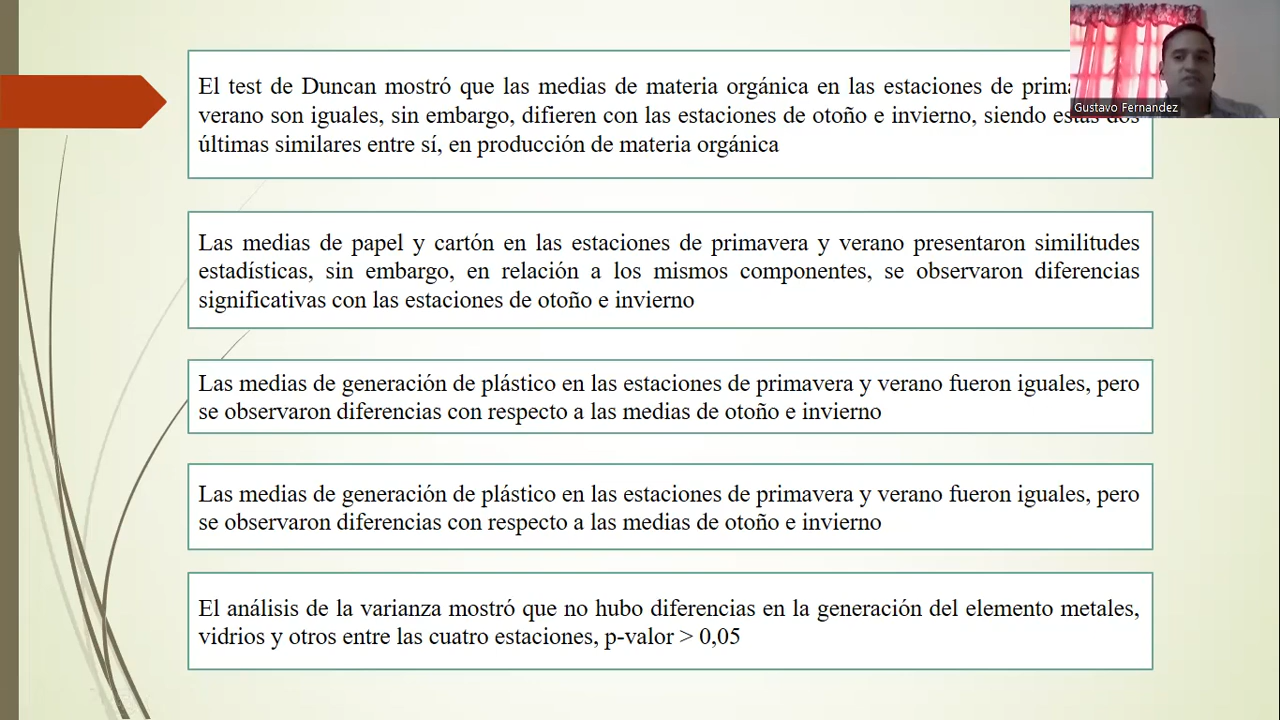 El test de Duncan mostró que las medias de materia orgánica en las estaciones de
verano son iguales, sin embargo, difieren con las estaciones de otoño e invierno, siendo estas dos
últimas similares entre sí, en producción de materia orgánica
Gustavo Fernandez
Las medias de papel y cartón en las estaciones de primavera y verano presentaron similitudes
estadísticas, sin embargo, en relación a los mismos componentes, se observaron diferencias
significativas con las estaciones de otoño e invierno
Las medias de generación de plástico en las estaciones de primavera y verano fueron iguales, pero
se observaron diferencias con respecto a las medias de otoño e invierno
Las medias de generación de plástico en las estaciones de primavera y verano fueron iguales, pero
se observaron diferencias con respecto a las medias de otoño e invierno
El análisis de la varianza mostró que no hubo diferencias en la generación del elemento metales,
vidrios y otros entre las cuatro estaciones, p-valor > 0,05